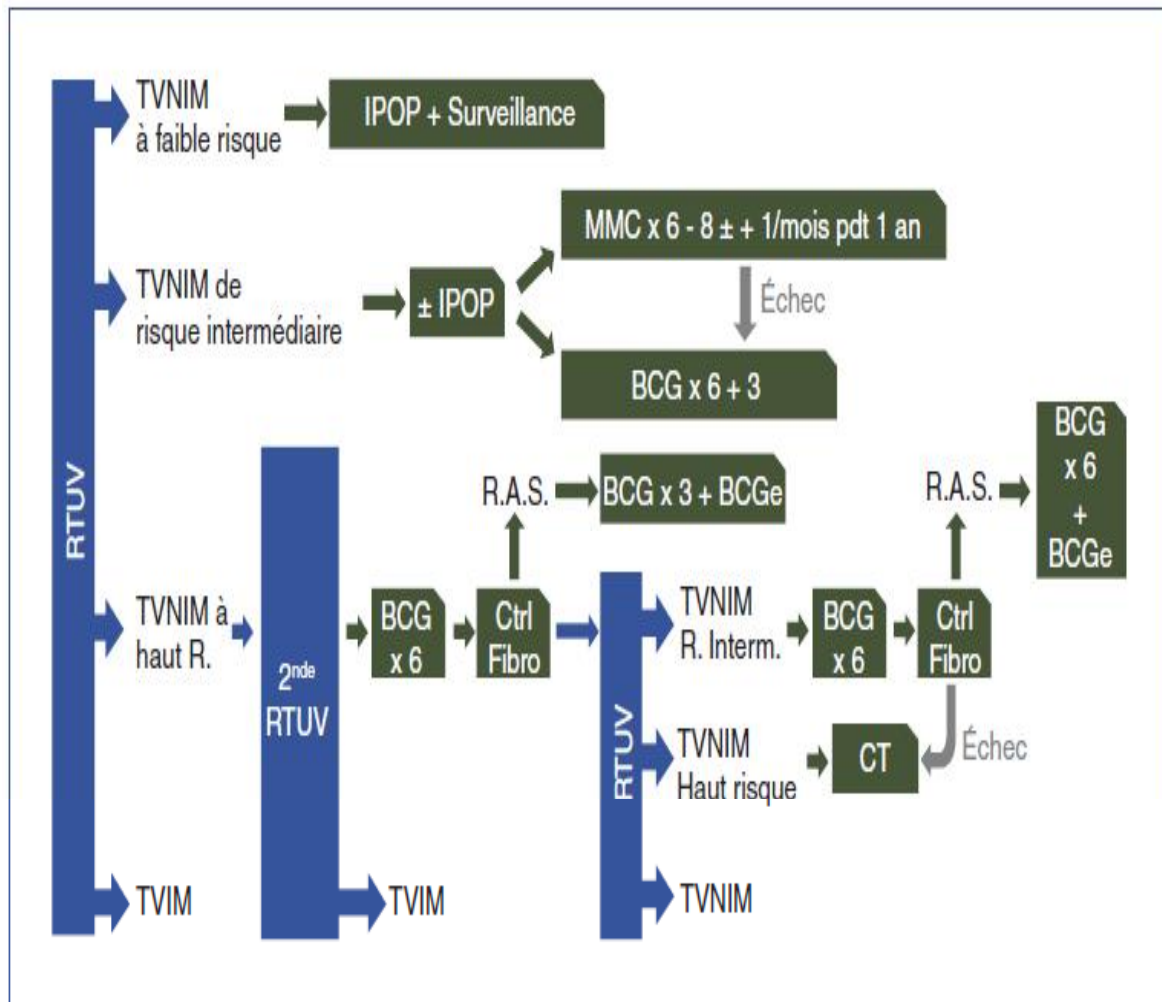 RTUV
TVNIM
à faible risque
IPOP + Surveillance
TVNIM de
risque intermédiaire
± IPOP
MMC x 6 - 8 ± + 1/mois pdt 1 an
Échec
BCG x 6 + 3
TVNIM à
haut R.
2nde
RTUV
BCG
x 6
Ctrl
Fibro
R.A.S.
BCG x 3 + BCGe
RTUV
TVNIM
R. Interm.
BCG
x 6
Ctrl
Fibro
R.A.S.
BCG
x 6
+
BCGe
TVNIM
Haut risque
CT
Échec
TVIM
TVIM
TVNIM